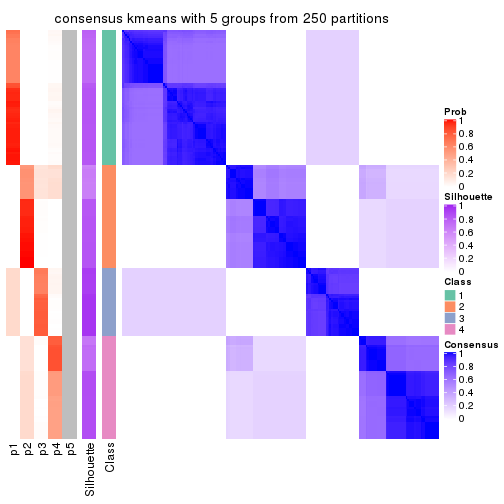 consensus kmeans with 5 groups from 250 partitions
Prob
1
0.8
0.6
0.4
0.2
0
Silhouette
1
0.8
0.6
0.4
0.2
0
Class
1
2
3
4
Consensus
1
0.8
0.6
0.4
0.2
0
p1
p2
p3
p4
p5
Silhouette
Class